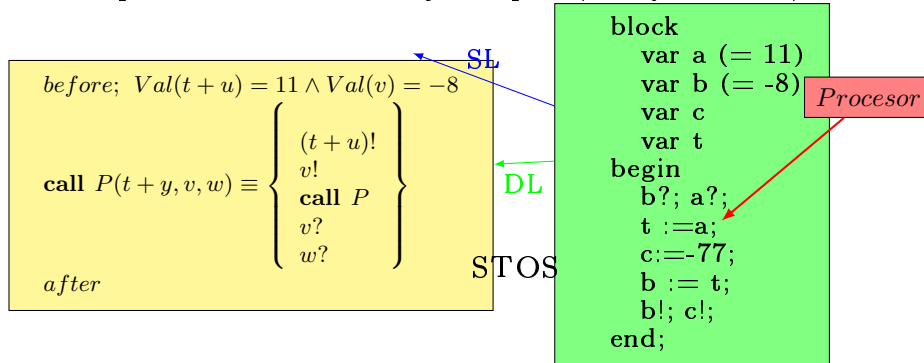 before; Val(t + u) = 11 ∧ Val(v) = −8
(t + u)!
v!
call P(t + y, v, w) ≡ call P
v?
w?
after
SL
DL
STOS
block
var a (= 11)
var b (= -8)
var c
var t
begin
b?; a?;
t :=a;
c:=-77;
b := t;
b!; c!;
end;
Procesor